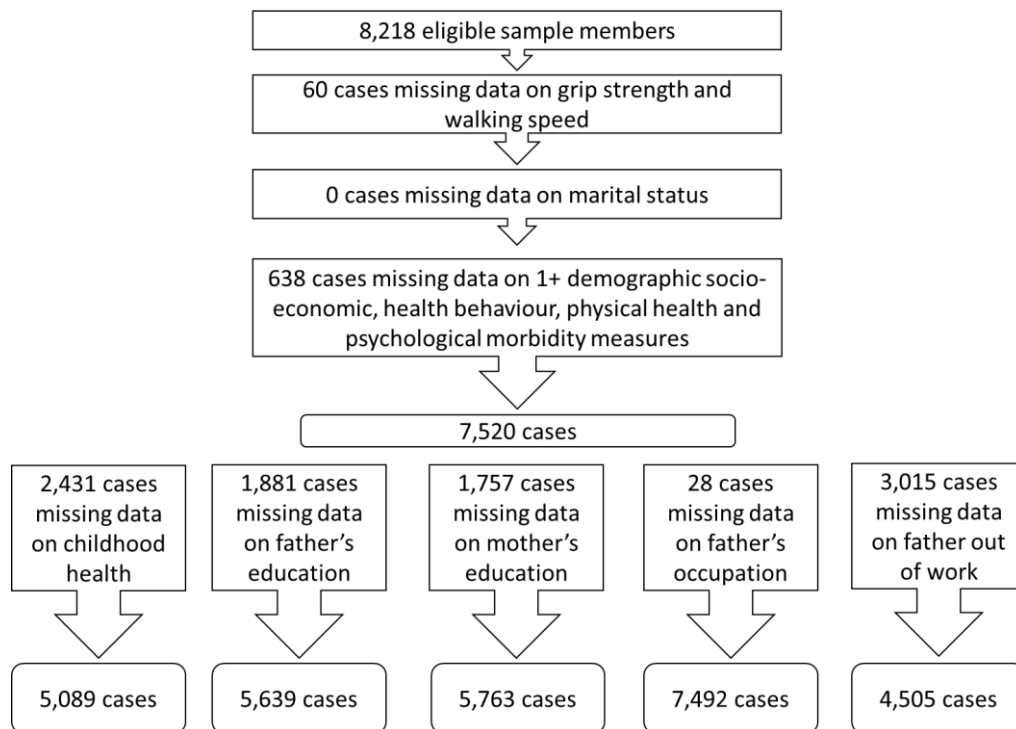 8,218 eligible sample members
60 cases missing data on grip strength and
walking speed
0 cases missing data on marital status
638 cases missing data on 1+ demographic socio-
economic, health behaviour, physical health and
psychological morbidity measures
7,520 cases
2,431 cases
missing data
on childhood
health
1,881 cases
missing data
on father’s
education
1,757 cases
missing data
on mother’s
education
28 cases
missing data
on father’s
occupation
3,015 cases
missing data
on father out
of work
5,089 cases
5,639 cases
5,763 cases
7,492 cases
4,505 cases